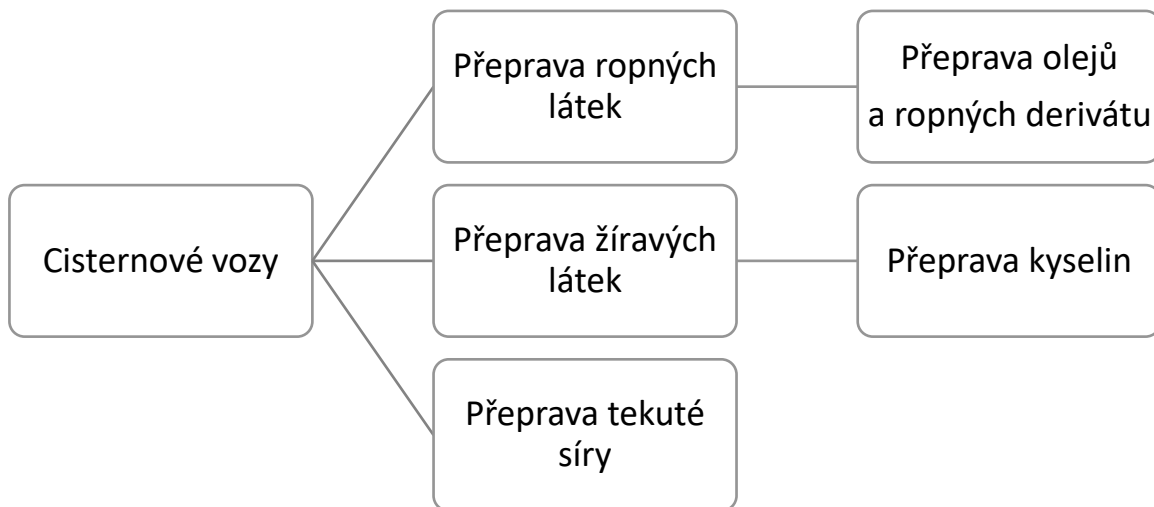 Přeprava ropných
látek
Přeprava olejů
a ropných derivátu
Cisternové vozy
Přeprava žíravých
látek
Přeprava kyselin
Přeprava tekuté
síry